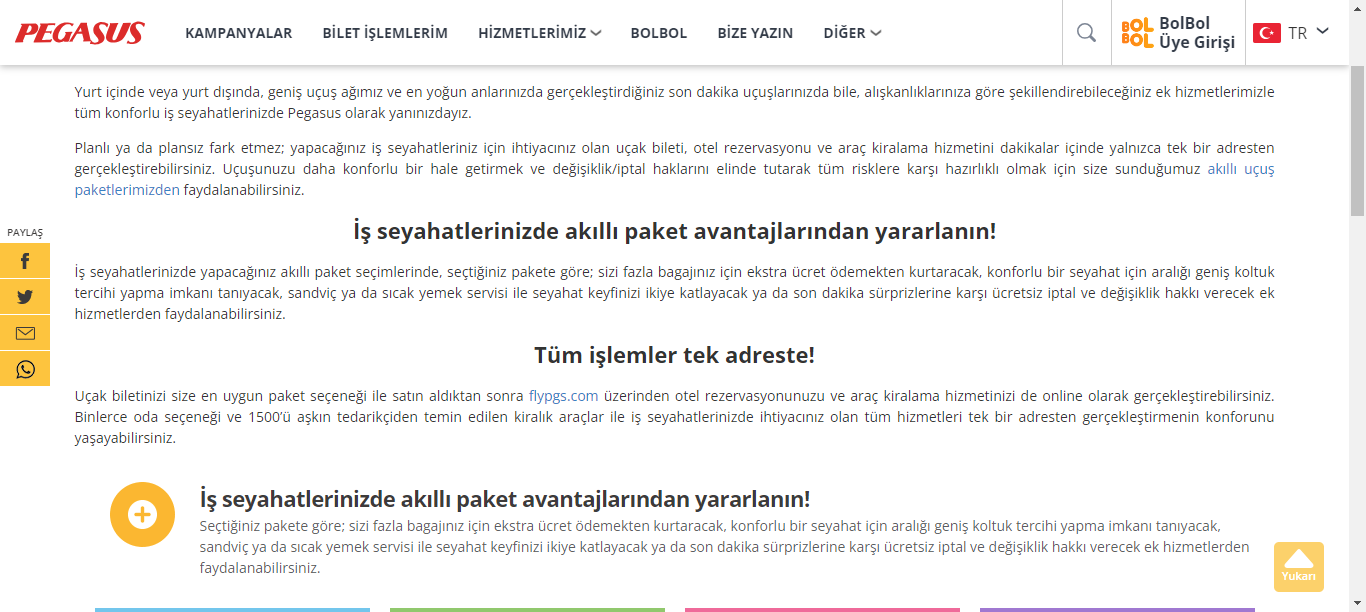 PEGASUS KAMPANYALAR BİLET İŞLEMLERİM HİZMETLERİMİZ BOLBOL BİZE YAZIN DİĞER BOL BOL BolBol Üye Girişi TR
Yurt içinde veya yurt dışında, geniş uçuş ağımız ve en yoğun anlarınızda gerçekleştirdiğiniz son dakika uçuşlarınızda bile, alışkanlıklarınıza göre şekillendirebileceğiniz ek hizmetlerimizle
tüm konforlu iş seyahatlerinizde Pegasus olarak yanınızdayız.
Planlı ya da plansız fark etmez; yapacağınız iş seyahatleriniz için ihtiyacınız olan uçak bileti, otel rezervasyonu ve araç kiralama hizmetini dakikalar içinde yalnızca tek bir adresten
gerçekleştirebilirsiniz. Uçuşunuzu daha konforlu bir hale getirmek ve değişiklik/iptal haklarını elinde tutarak tüm risklere karşı hazırlıklı olmak için size sunduğumuz akıllı uçuş
paketlerimizden faydalanabilirsiniz.
PAYLAŞ
İş seyahatlerinizde akıllı paket avantajlarından yararlanın!
İş seyahatlerinizde yapacağınız akıllı paket seçimlerinde, seçtiğiniz pakete göre; sizi fazla bagajınız için ekstra ücret ödemekten kurtaracak, konforlu bir seyahat için aralığı geniş koltuk
tercihi yapma imkanı tanıyacak, sandviç ya da sıcak yemek servisi ile seyahat keyfinizi ikiye katlayacak ya da son dakika sürprizlerine karşı ücretsiz iptal ve değişiklik hakkı verecek ek
hizmetlerden faydalanabilirsiniz.
Tüm işlemler tek adreste!
Uçak biletinizi size en uygun paket seçeneği ile satın aldıktan sonra flypgs.com üzerinden otel rezervasyonunuzu ve araç kiralama hizmetinizi de online olarak gerçekleştirebilirsiniz.
Binlerce oda seçeneği ve 1500’ü aşkın tedarikçiden temin edilen kiralık araçlar ile iş seyahatlerinizde ihtiyacınız olan tüm hizmetleri tek bir adresten gerçekleştirmenin konforunu
yaşayabilirsiniz.
İş seyahatlerinizde akıllı paket avantajlarından yararlanın!
Seçtiğiniz pakete göre; sizi fazla bagajınız için ekstra ücret ödemekten kurtaracak, konforlu bir seyahat için aralığı geniş koltuk tercihi yapma imkanı tanıyacak,
sandviç ya da sıcak yemek servisi ile seyahat keyfinizi ikiye katlayacak ya da son dakika sürprizlerine karşı ücretsiz iptal ve değişiklik hakkı verecek ek hizmetlerden
faydalanabilirsiniz.
Yukarı